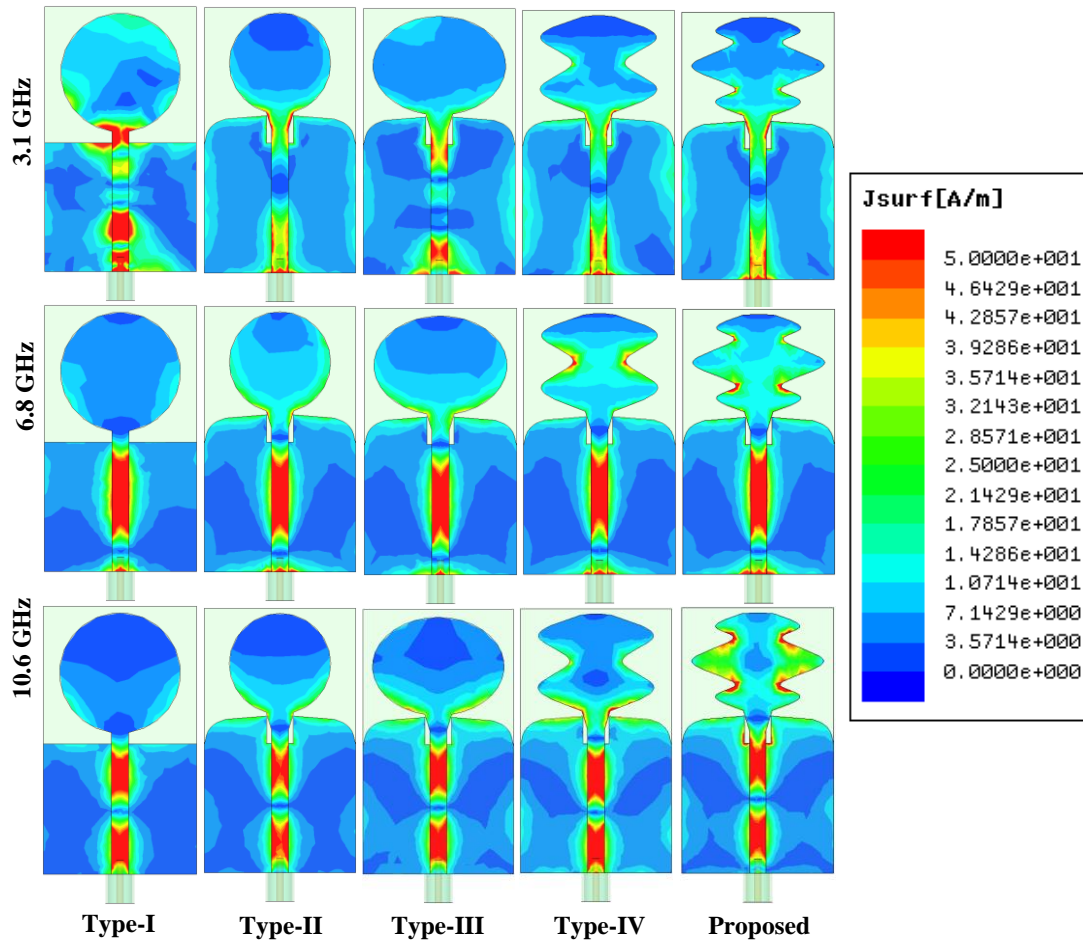 3.1 GHz
6.8 GHz
10.6 GHz
Type-I
Type-II
Type-III
Type-IV
Proposed
Jsurf[A/m]
5.0000e+001
4.6429e+001
4.2857e+001
3.9286e+001
3.5714e+001
3.2143e+001
2.8571e+001
2.5000e+001
2.1429e+001
1.7857e+001
1.4286e+001
1.0714e+001
7.1429e+000
3.5714e+000
0.0000e+000